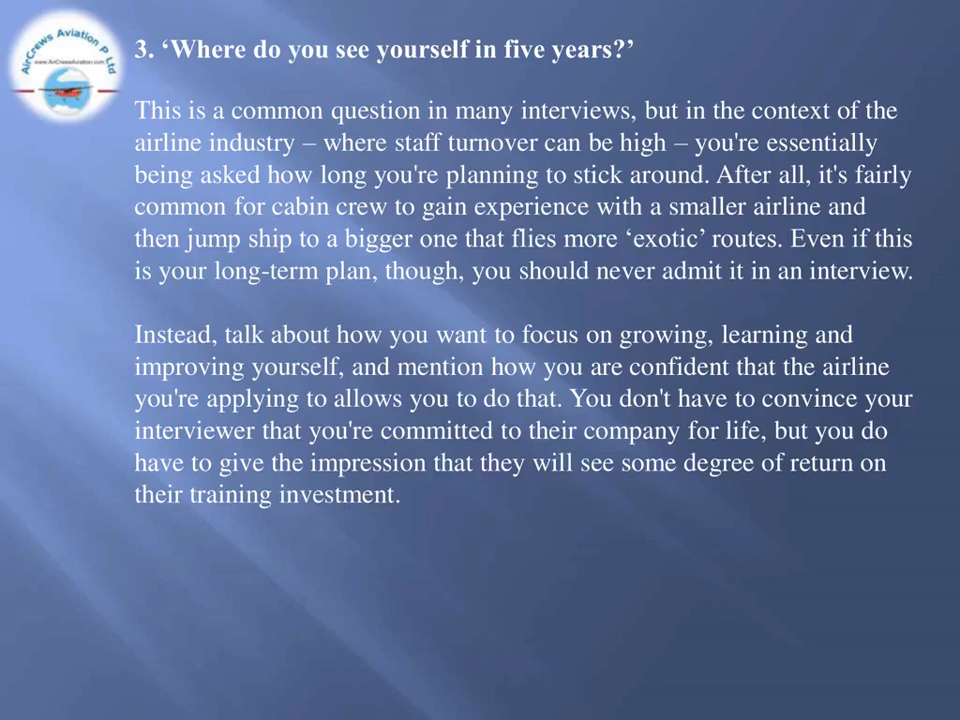 AirCrews Aviation P Ltd
www.AirCrewsAviation.com
3. ‘Where do you see yourself in five years?’
This is a common question in many interviews, but in the context of the
airline industry – where staff turnover can be high – you're essentially
being asked how long you're planning to stick around. After all, it's fairly
common for cabin crew to gain experience with a smaller airline and
then jump ship to a bigger one that flies more ‘exotic’ routes. Even if this
is your long-term plan, though, you should never admit it in an interview.
Instead, talk about how you want to focus on growing, learning and
improving yourself, and mention how you are confident that the airline
you're applying to allows you to do that. You don't have to convince your
interviewer that you're committed to their company for life, but you do
have to give the impression that they will see some degree of return on
their training investment.